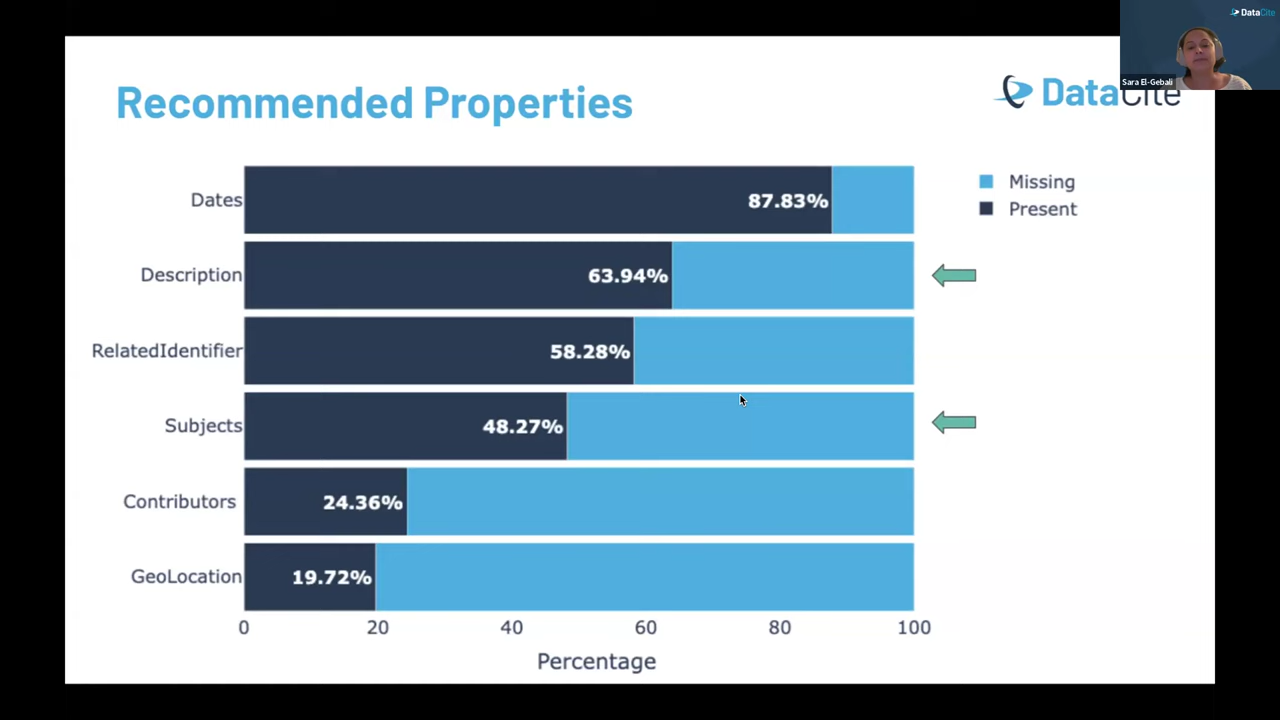 DataCite
Sara El-Gebali
Recommended Properties
DataCite
Missing
Present
Dates
87.83%
Description
63.94%
RelatedIdentifier
58.28%
Subjects
48.27%
Contributors
24.36%
GeoLocation
19.72%
0 20 40 60 80 100
Percentage